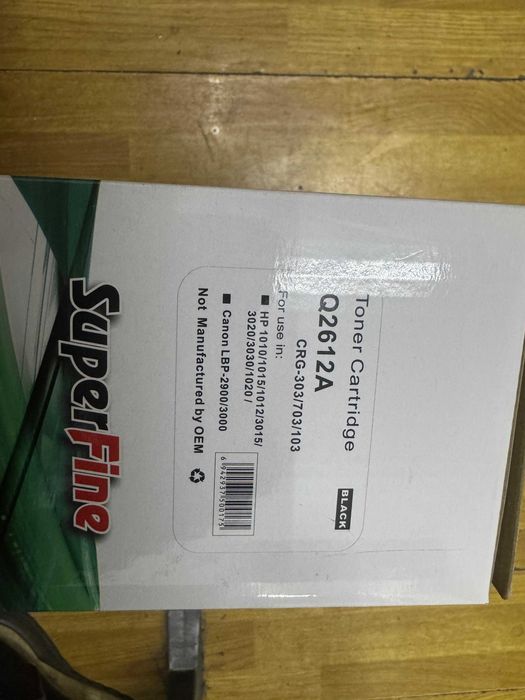 Toner Cartridge
Q2612A
BLACK
CRG-303/703/103
For use in:
■ HP 1010/1015/1012/3015/
3020/3030/1020 /
■ Canon LBP-2900/3000
Not Manufactured by OEM
6942937500175
SuperFine